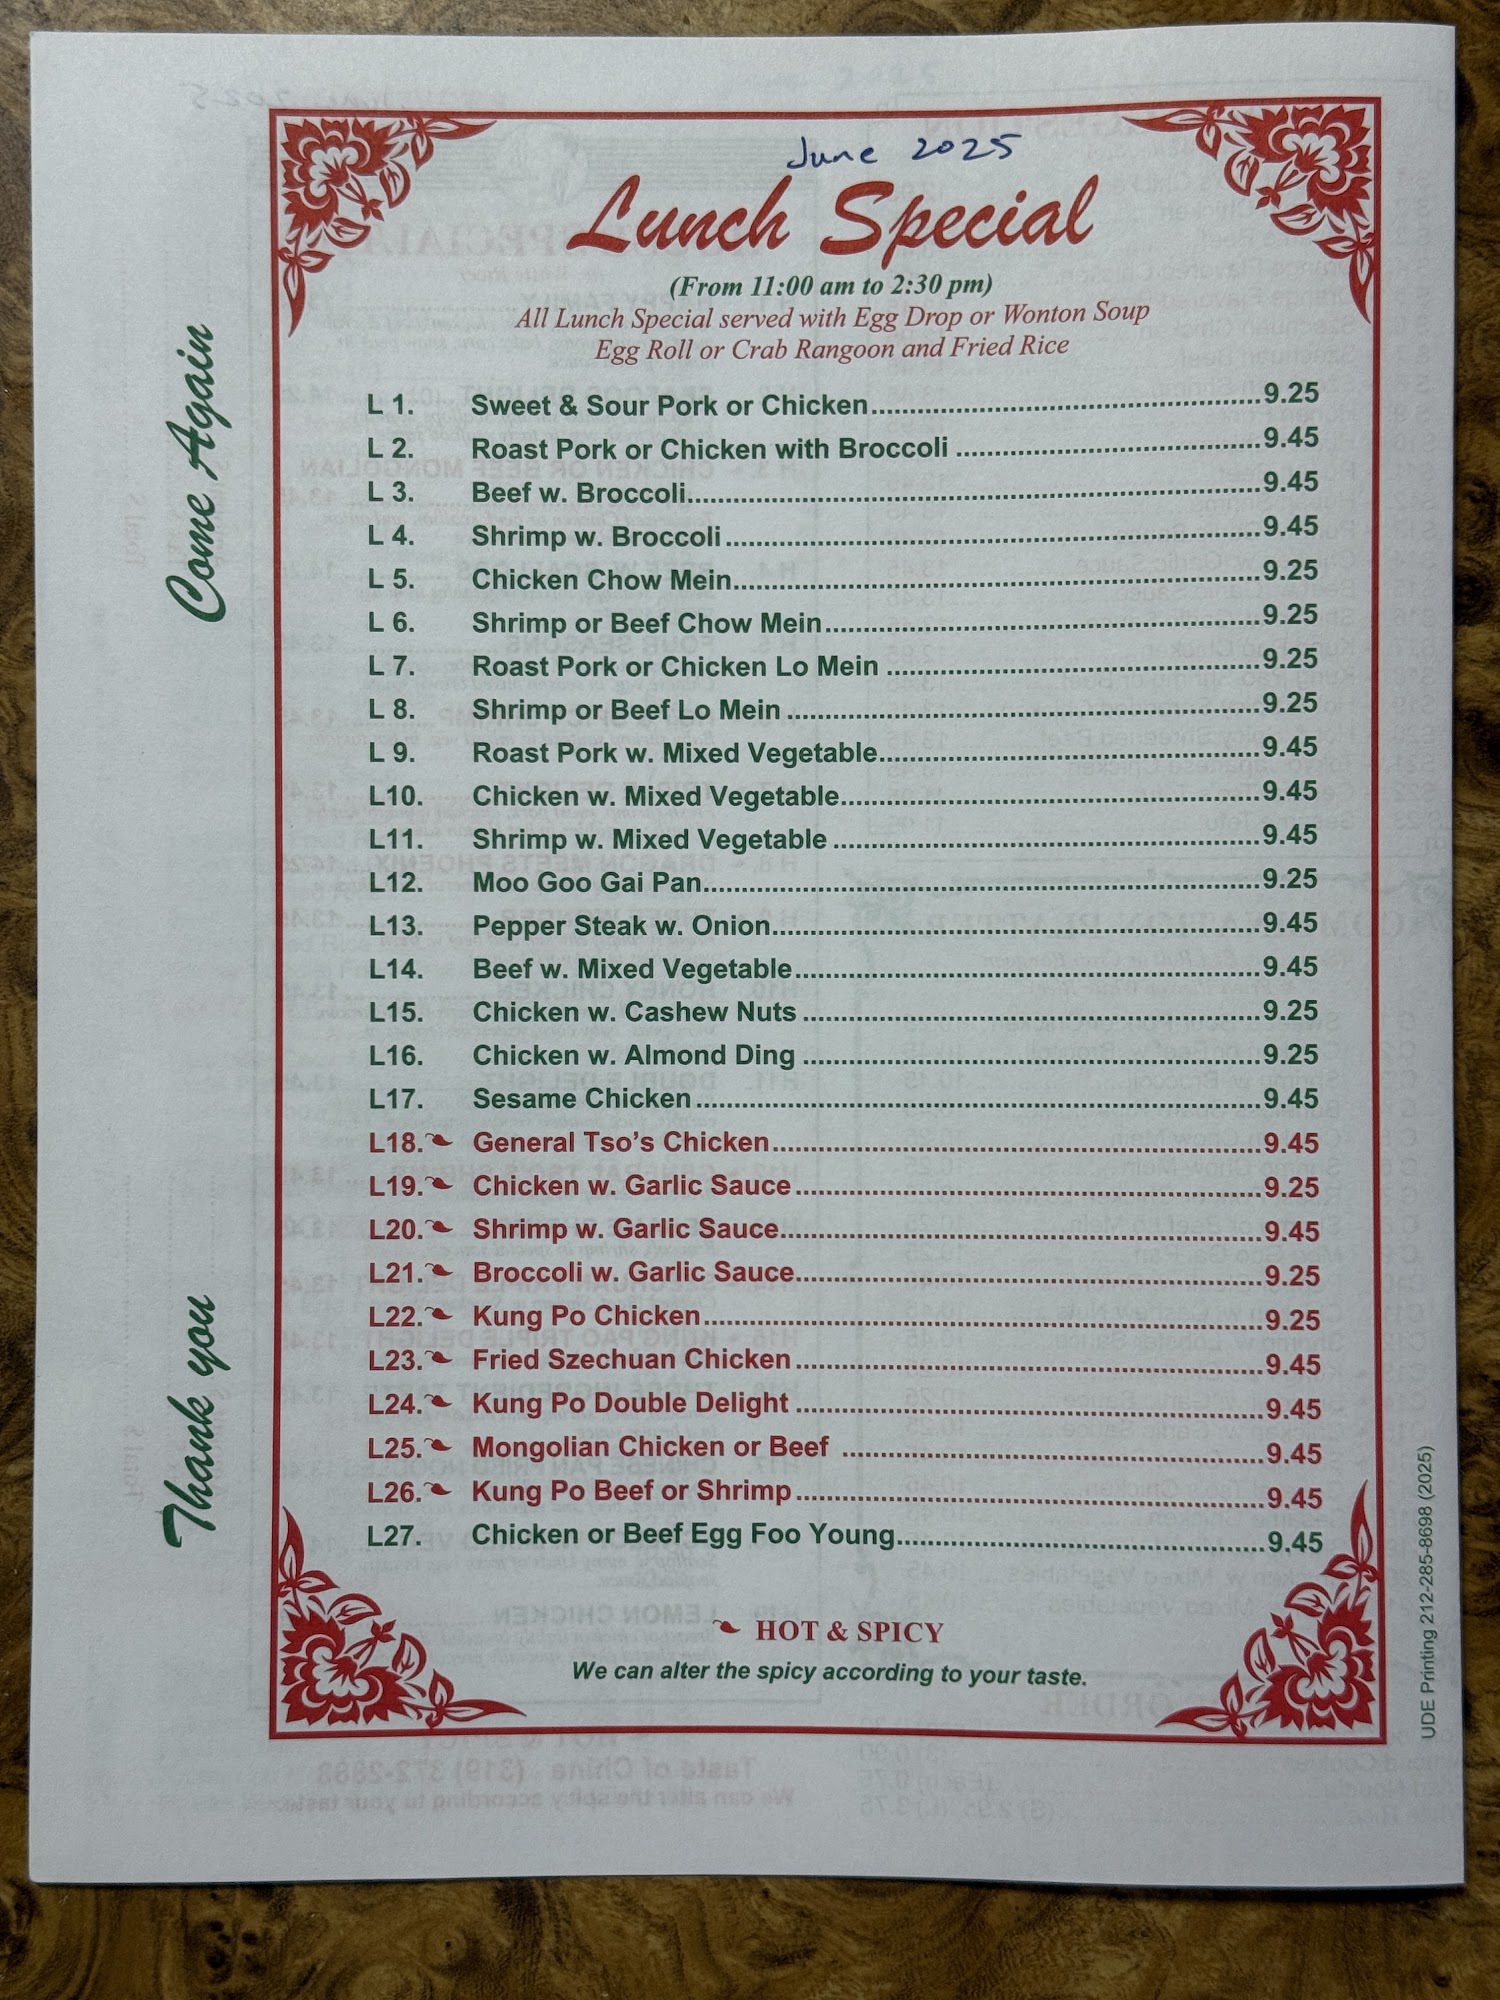 June 2025
Lunch Special
(From 11:00 am to 2:30 pm)
All Lunch Special served with Egg Drop or Wonton Soup
Egg Roll or Crab Rangoon and Fried Rice
L 1. Sweet & Sour Pork or Chicken 9.25
L 2. Roast Pork or Chicken with Broccoli 9.45
L 3. Beef w. Broccoli 9.45
L 4. Shrimp w. Broccoli 9.45
L 5. Chicken Chow Mein 9.25
L 6. Shrimp or Beef Chow Mein 9.25
L 7. Roast Pork or Chicken Lo Mein 9.25
L 8. Shrimp or Beef Lo Mein 9.25
L 9. Roast Pork w. Mixed Vegetable 9.45
L10. Chicken w. Mixed Vegetable 9.45
L11. Shrimp w. Mixed Vegetable 9.45
L12. Moo Goo Gai Pan 9.25
L13. Pepper Steak w. Onion 9.45
L14. Beef w. Mixed Vegetable 9.45
L15. Chicken w. Cashew Nuts 9.25
L16. Chicken w. Almond Ding 9.25
L17. Sesame Chicken 9.45
L18. General Tso's Chicken 9.45
L19. Chicken w. Garlic Sauce 9.25
L20. Shrimp w. Garlic Sauce 9.45
L21. Broccoli w. Garlic Sauce 9.25
L22. Kung Po Chicken 9.25
L23. Fried Szechuan Chicken 9.45
L24. Kung Po Double Delight 9.45
L25. Mongolian Chicken or Beef 9.45
L26. Kung Po Beef or Shrimp 9.45
L27. Chicken or Beef Egg Foo Young 9.45
HOT & SPICY
We can alter the spicy according to your taste.
Come Again
Thank you
UDE Printing 212-285-8698 (2025)